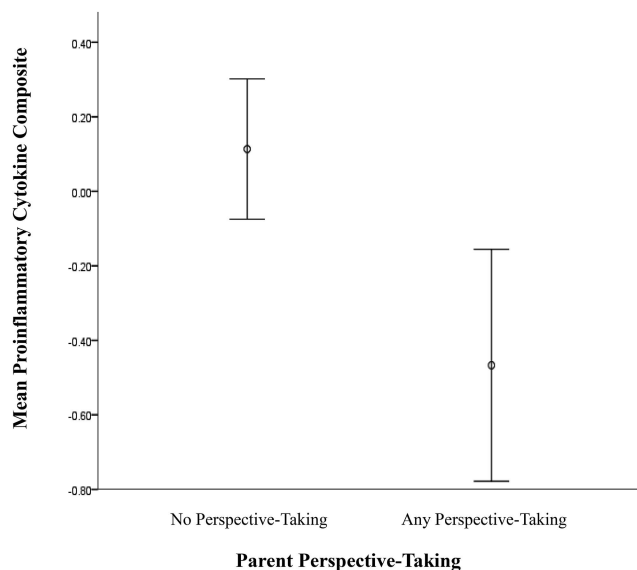 Mean Proinflammatory Cytokine Composite
0.40
0.20
0.00
-0.20
-0.40
-0.60
-0.80
No Perspective-Taking
Any Perspective-Taking
Parent Perspective-Taking